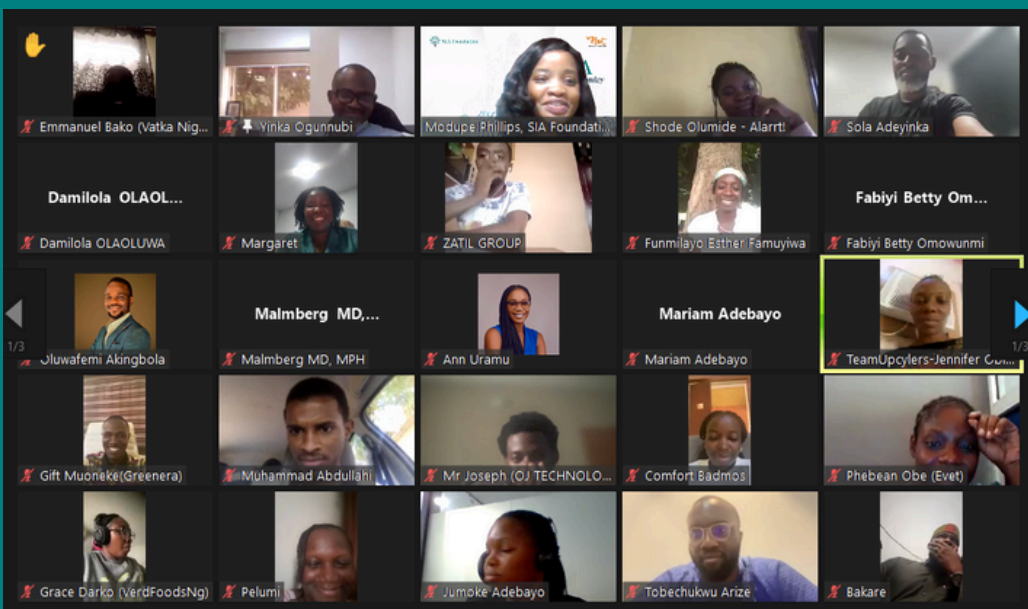 Emmanuel Bako (Vatka Nig...
Yinka Ogunnubi
Modupe Phillips, SIA Foundati...
Shode Olumide - Alarrt!
Sola Adeyinka
Damilola OLAOL...
Damilola OLAOLUWA
Margaret
ZATIL GROUP
Funmilayo Esther Famuyiwa
Fabiyi Betty Om...
Fabiyi Betty Omowunmi
1/3
Oluwafemi Akingbola
Malmberg MD,...
Malmberg MD, MPH
Ann Uramu
Mariam Adebayo
Mariam Adebayo
TeamUpcylers-Jennifer Obi...
1/3
Gift Muoneke(Greenera)
Muhammad Abdullahi
Mr Joseph (OJ TECHNOLO...
Comfort Badmos
Phebean Obe (Evet)
Grace Darko (VerdFoodsNg)
Pelumi
Jumoke Adebayo
Tobechukwu Arize
Bakare